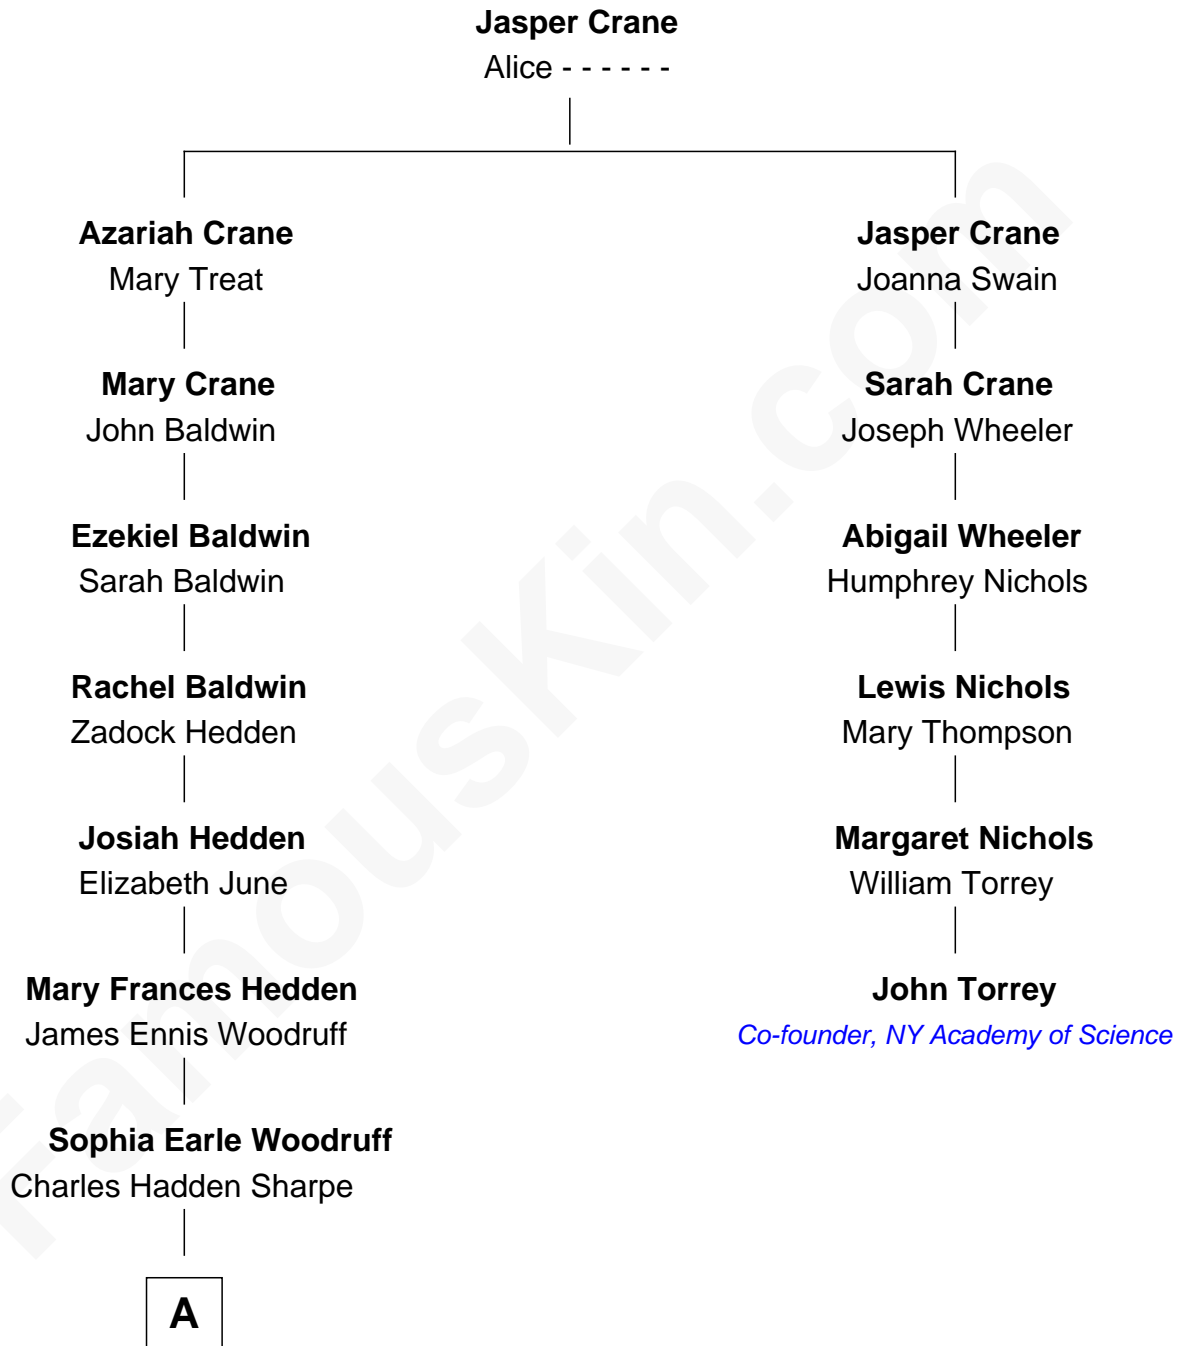 Jasper Crane
Alice - - - - - -
Azariah Crane
Mary Treat
Jasper Crane
Joanna Swain
Mary Crane
John Baldwin
Sarah Crane
Joseph Wheeler
Ezekiel Baldwin
Sarah Baldwin
Abigail Wheeler
Humphrey Nichols
Rachel Baldwin
Zadock Hedden
Lewis Nichols
Mary Thompson
Josiah Hedden
Elizabeth June
Margaret Nichols
William Torrey
Mary Frances Hedden
James Ennis Woodruff
John Torrey
Co-founder, NY Academy of Science
Sophia Earle Woodruff
Charles Hadden Sharpe
A
FamousKin.com